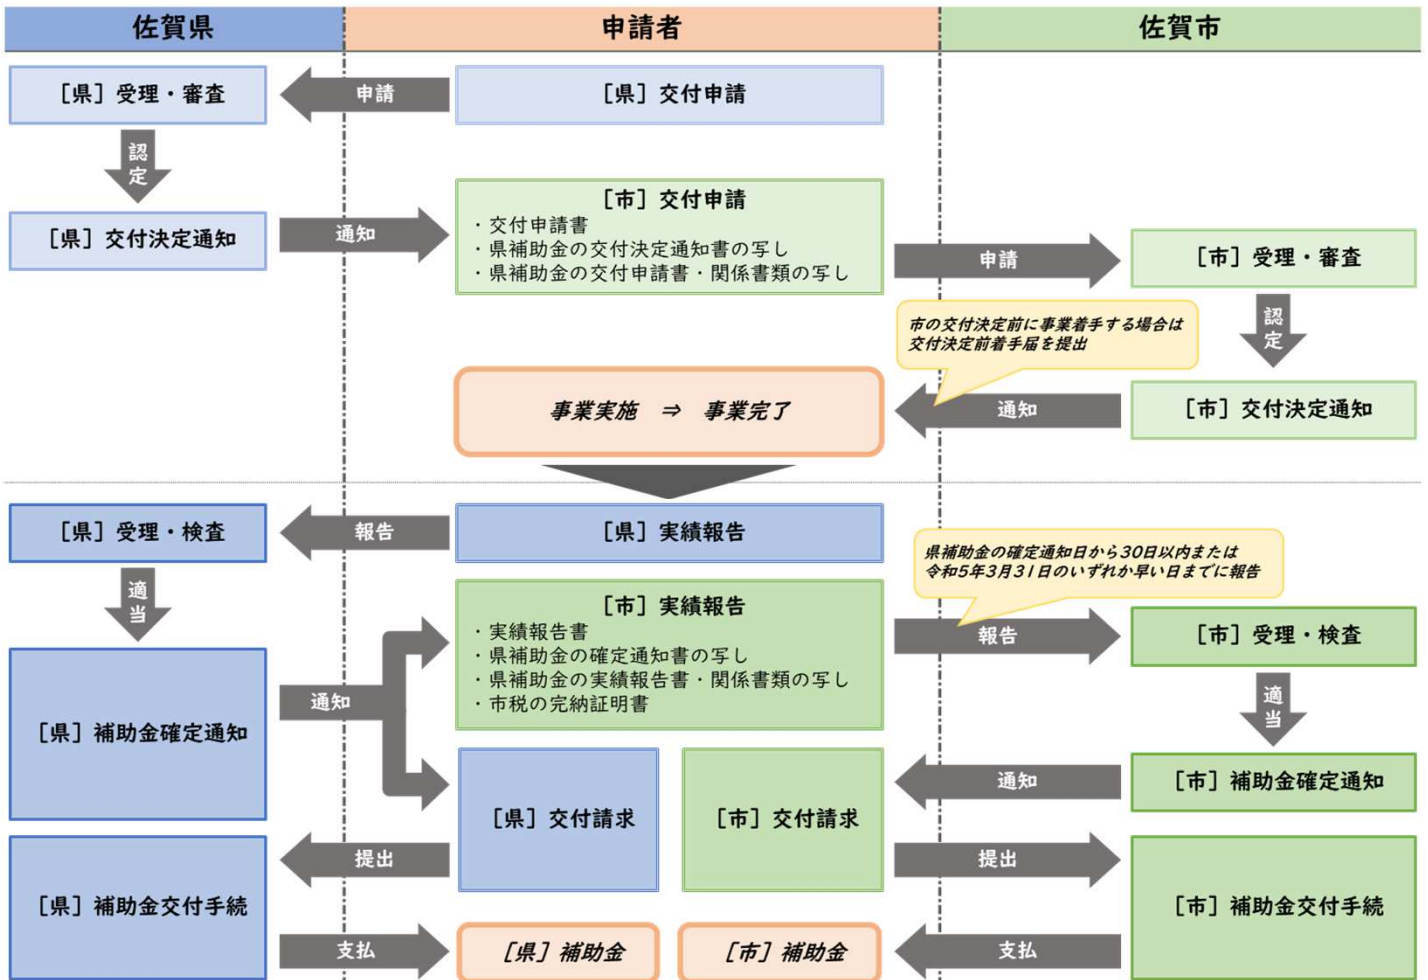 佐賀県
申請者
佐賀市
［県］受理・審査
申請
［県］交付申請
認定
［県］交付決定通知
通知
［市］交付申請
・交付申請書
・県補助金の交付決定通知書の写し
・県補助金の交付申請書・関係書類の写し
申請
［市］受理・審査
市の交付決定前に事業着手する場合は
交付決定前着手届を提出
認定
事業実施　⇒　事業完了
通知
［市］交付決定通知
［県］受理・検査
報告
［県］実績報告
県補助金の確定通知日から30日以内または
令和5年3月31日のいずれか早い日までに報告
適当
［市］実績報告
・実績報告書
・県補助金の確定通知書の写し
・県補助金の実績報告書・関係書類の写し
・市税の完納証明書
報告
［市］受理・検査
［県］補助金確定通知
通知
適当
［県］交付請求
［市］交付請求
通知
［市］補助金確定通知
提出
提出
［県］補助金交付手続
［市］補助金交付手続
支払
［県］補助金
［市］補助金
支払